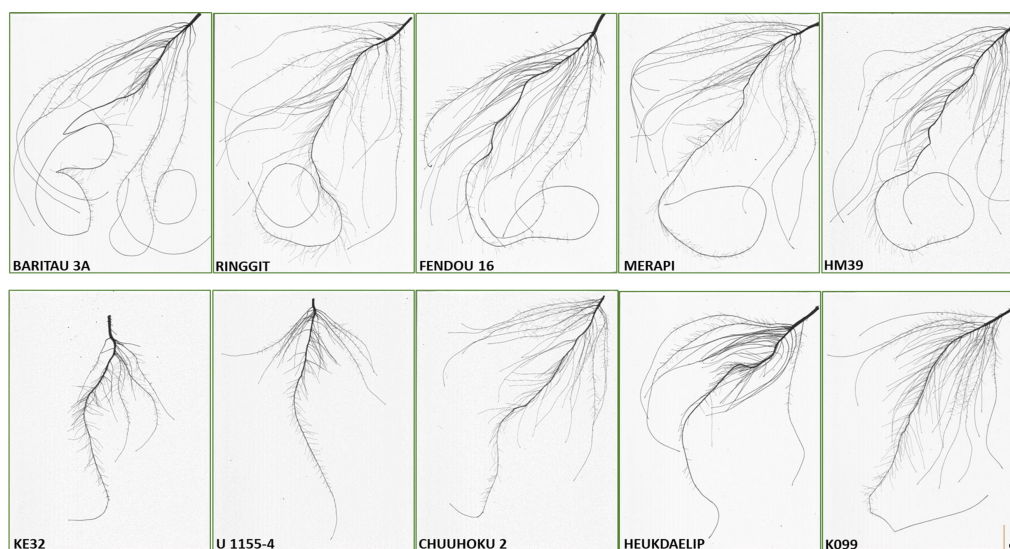 BARITAU 3A
RINGGIT
FENDOU 16
MERAPI
HM39
KE32
U 1155-4
CHUUHOKU 2
HEUKDAELIP
K099